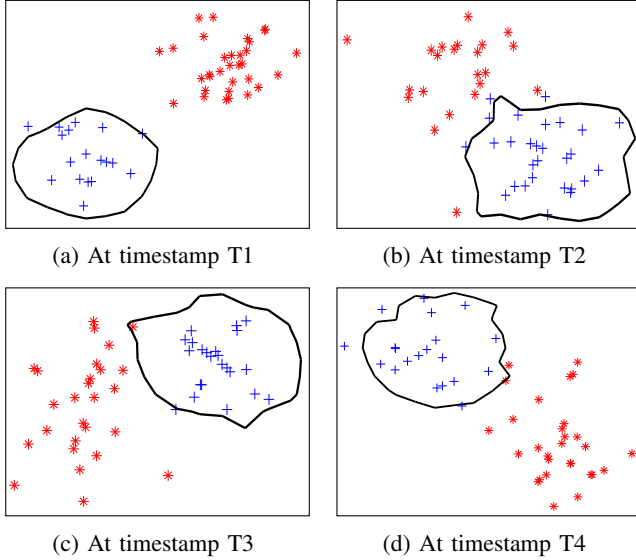 (a) At timestamp T1
(b) At timestamp T2
(c) At timestamp T3
(d) At timestamp T4